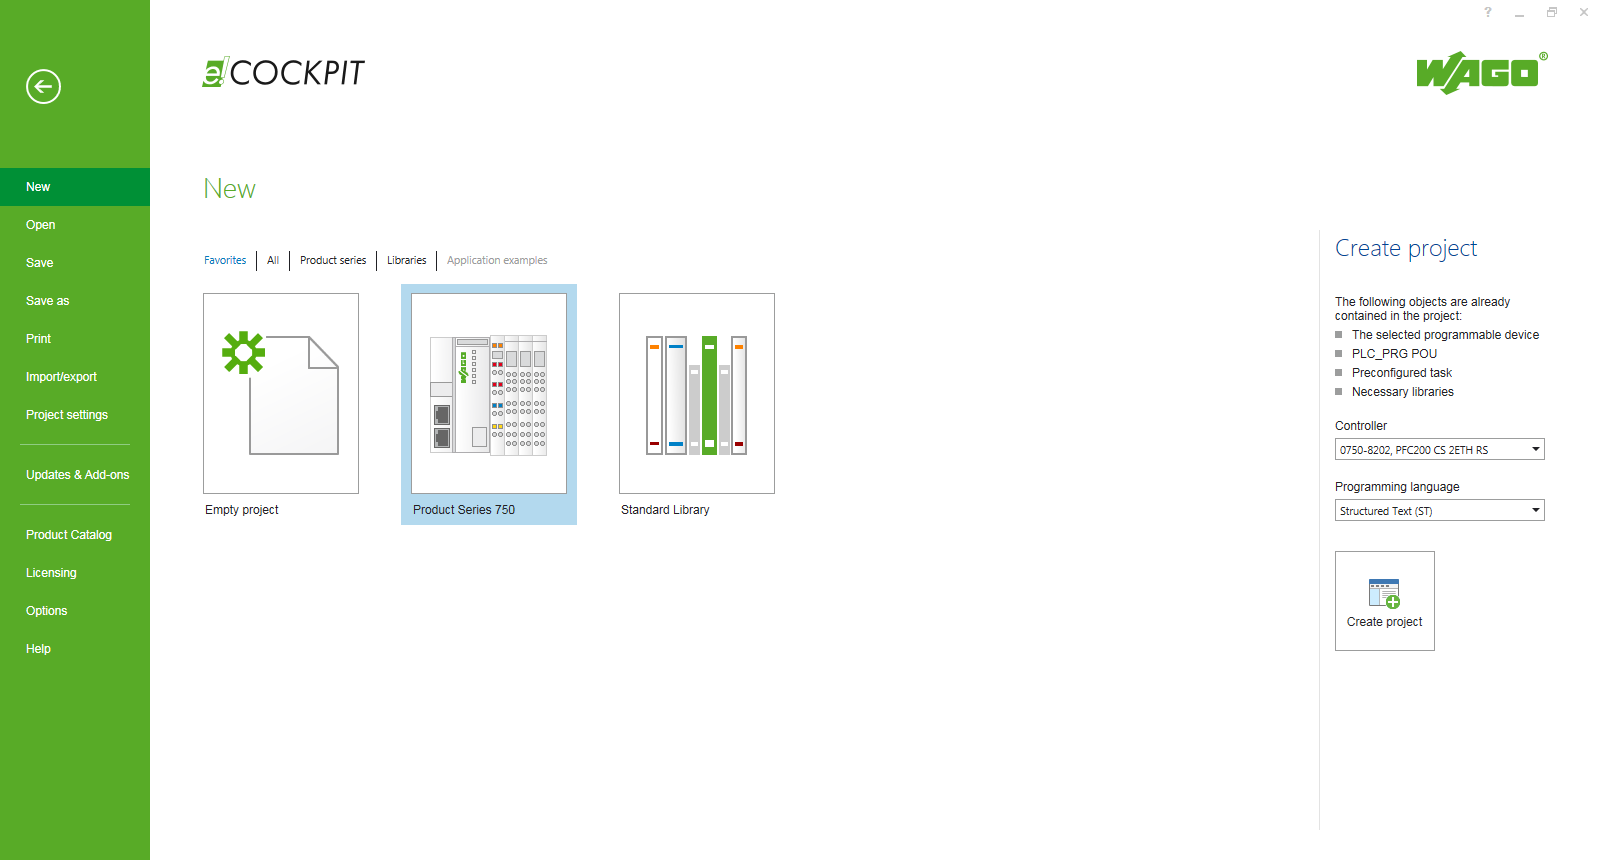 ?
e!COCKPIT
WAGO®
New
Open
Save
Save as
Print
Import/export
Project settings
Updates & Add-ons
Product Catalog
Licensing
Options
Help
New
Favorites
All
Product series
Libraries
Application examples
Empty project
Product Series 750
Standard Library
Create project
The following objects are already
contained in the project:
The selected programmable device
PLC_PRG POU
Preconfigured task
Necessary libraries
Controller
0750-8202, PFC200 CS 2ETH RS
Programming language
Structured Text (ST)
Create project